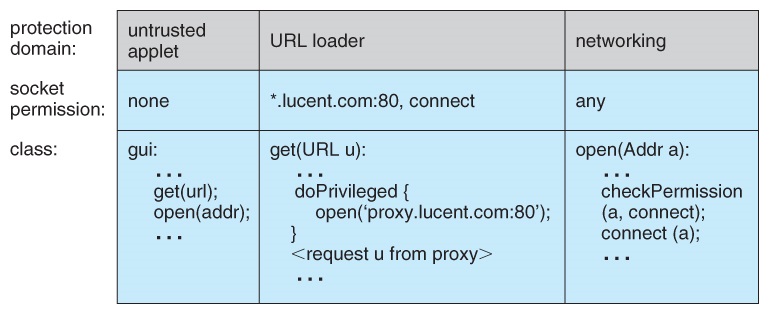 protection domain:
untrusted applet
URL loader
networking
socket permission:
none
*.lucent.com:80, connect
any
class:
gui:
...
get(url);
open(addr);
...
get(URL u):
...
doPrivileged {
open(‘proxy.lucent.com:80’);
}
<request u from proxy>
...
open(Addr a):
...
checkPermission
(a, connect);
connect (a);
...